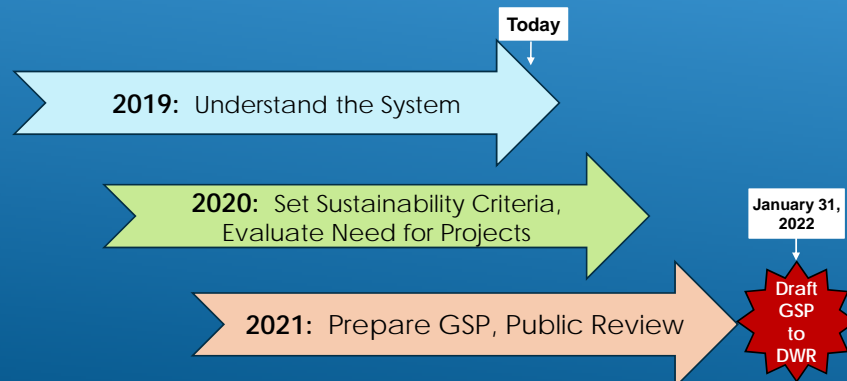 Today
2019: Understand the System
2020: Set Sustainability Criteria,
Evaluate Need for Projects
January 31,
2022
2021: Prepare GSP, Public Review
Draft
GSP
to
DWR